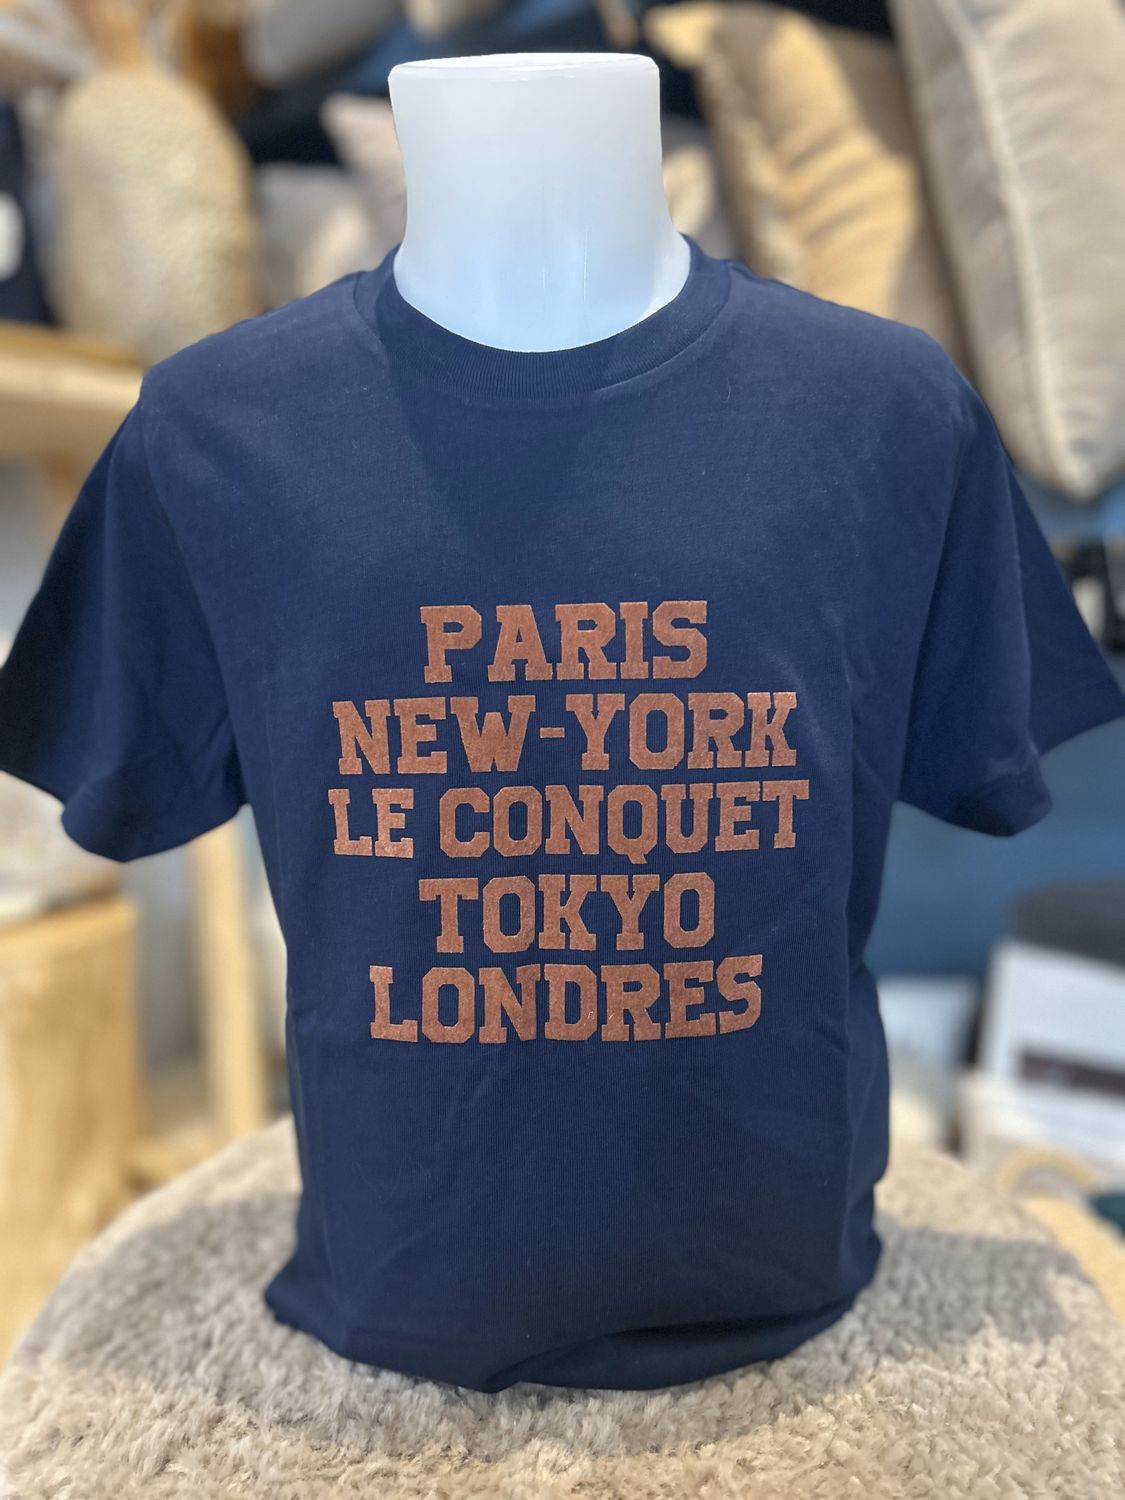 PARIS
NEW-YORK
LE CONQUET
TOKYO
LONDRES